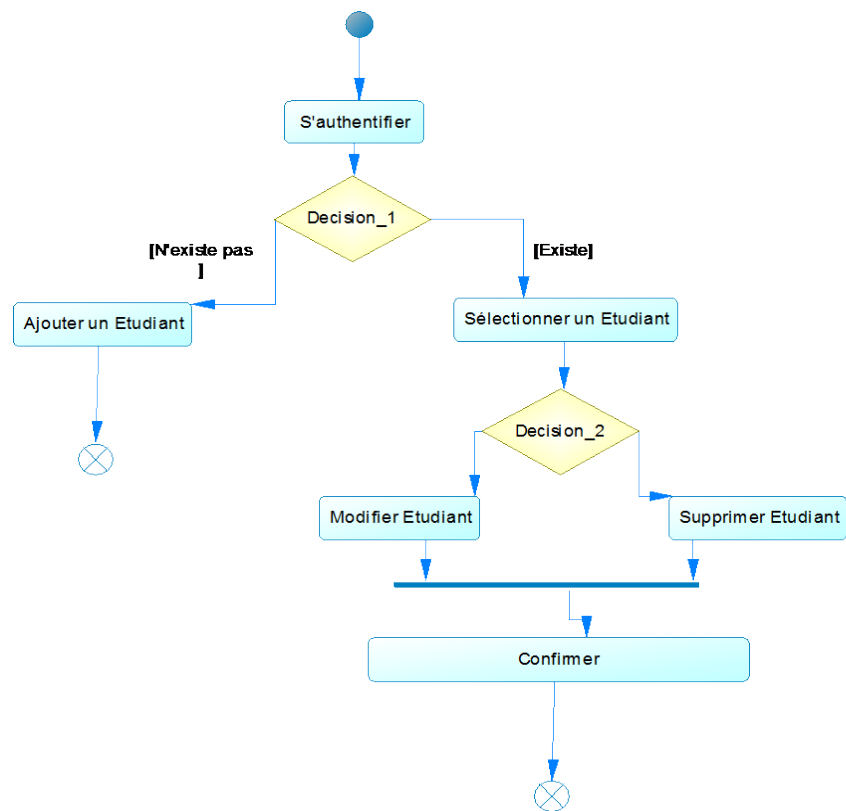 S'authentifier
Decision_1
[N'existe pas
]
[Existe]
Ajouter un Etudiant
Sélectionner un Etudiant
Decision_2
Modifier Etudiant
Supprimer Etudiant
Confirmer